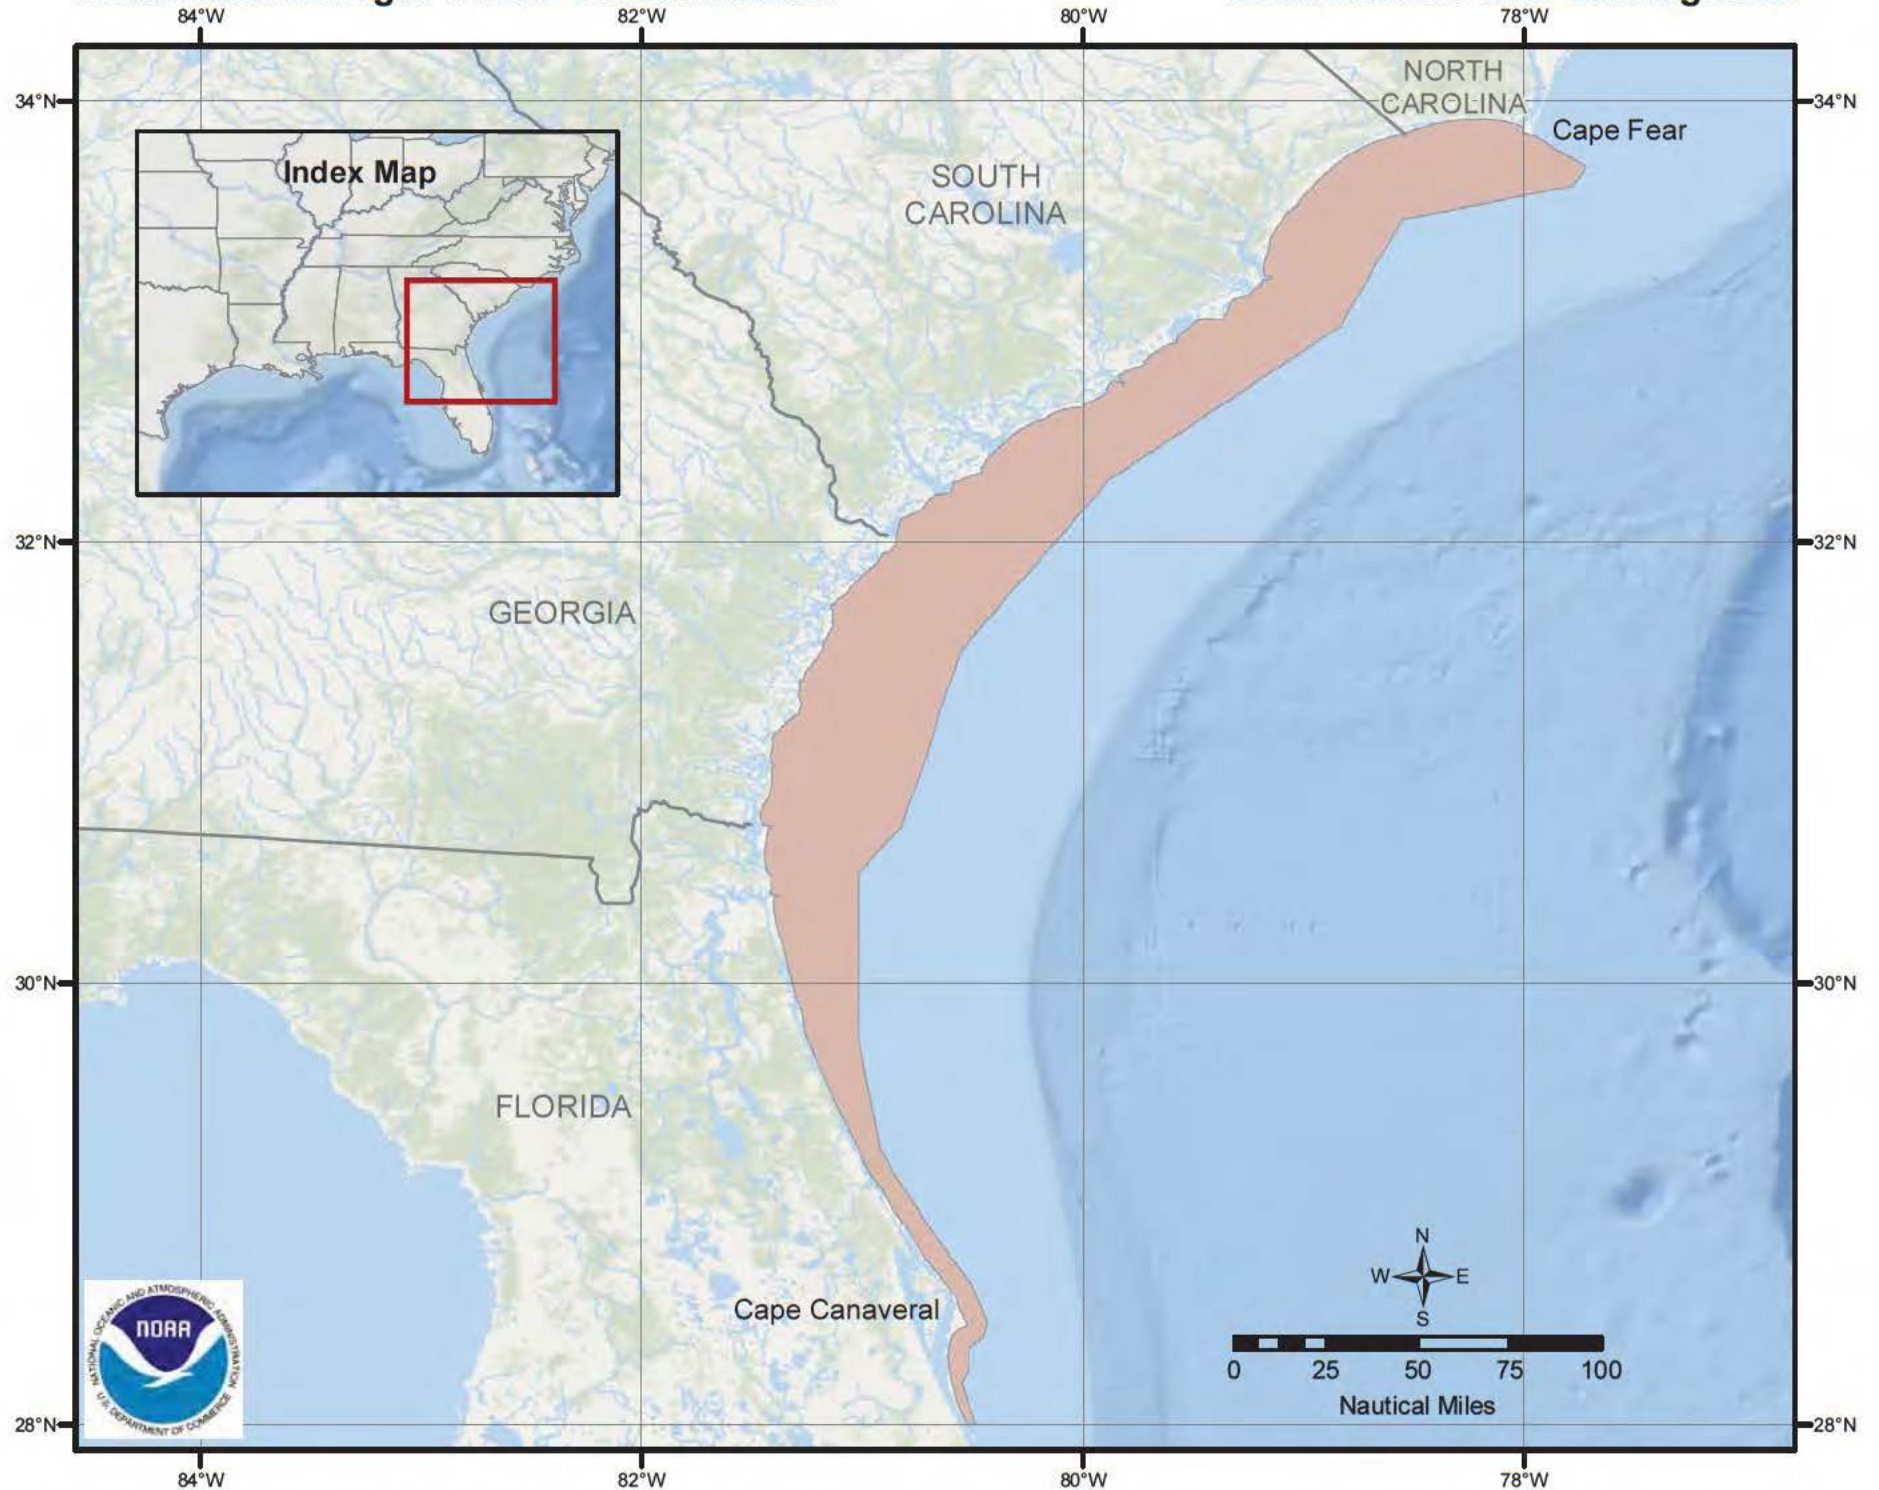 84°W 82°W 80°W 78°W
34°N 34°N
NORTH
CAROLINA
Cape Fear
Index Map
SOUTH
CAROLINA
32°N 32°N
GEORGIA
30°N 30°N
FLORIDA
N
W E
S
Cape Canaveral
NATIONAL OCEANIC AND ATMOSPHERIC ADMINISTRATION
NOAA
U.S. DEPARTMENT OF COMMERCE
0 25 50 75 100
Nautical Miles
28°N 28°N
84°W 82°W 80°W 78°W